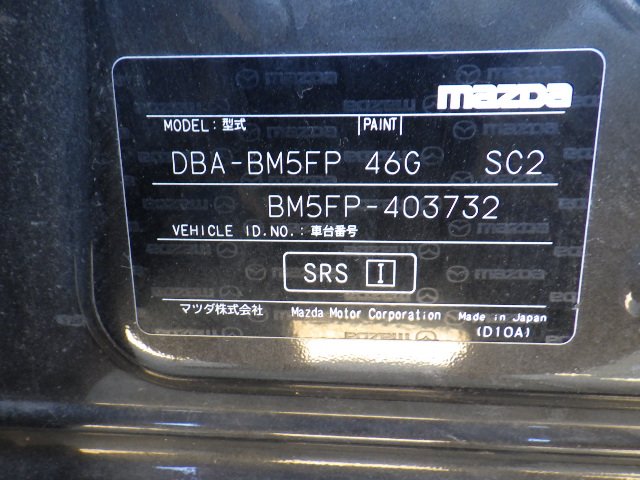 mazda
MODEL: 型式 PAINT
DBA-BM5FP 46G SC2
BM5FP-403732
VEHICLE ID.NO.: 車台番号
SRS I
マツダ株式会社 Mazda Motor Corporation Made in Japan
(D10A)